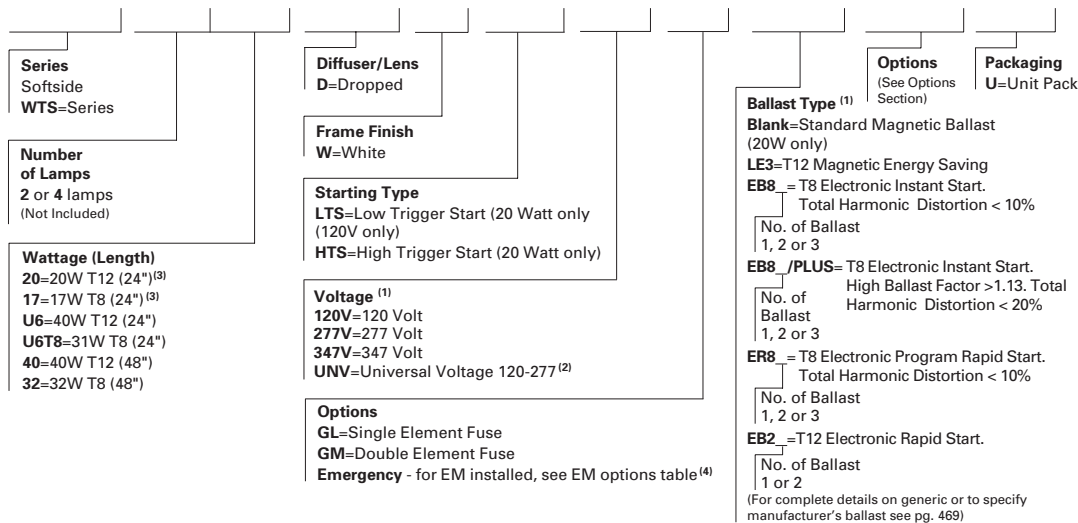 Series
Softside
WTS=Series
Number
of Lamps
2 or 4 lamps
(Not Included)
Wattage (Length)
20=20W T12 (24")(3)
17=17W T8 (24")(3)
U6=40W T12 (24")
U6T8=31W T8 (24")
40=40W T12 (48")
32=32W T8 (48")
Diffuser/Lens
D=Dropped
Frame Finish
W=White
Starting Type
LTS=Low Trigger Start (20 Watt only
(120V only)
HTS=High Trigger Start (20 Watt only)
Voltage (1)
120V=120 Volt
277V=277 Volt
347V=347 Volt
UNV=Universal Voltage 120-277(2)
Options
GL=Single Element Fuse
GM=Double Element Fuse
Emergency - for EM installed, see EM options table(4)
Ballast Type (1)
Blank=Standard Magnetic Ballast
(20W only)
LE3=T12 Magnetic Energy Saving
EB8_= T8 Electronic Instant Start.
Total Harmonic Distortion < 10%
No. of Ballast
1, 2 or 3
EB8_/PLUS= T8 Electronic Instant Start.
High Ballast Factor >1.13. Total
Harmonic Distortion < 20%
No. of
Ballast
1, 2 or 3
ER8_= T8 Electronic Program Rapid Start.
Total Harmonic Distortion < 10%
No. of Ballast
1, 2 or 3
EB2_=T12 Electronic Rapid Start.
No. of Ballast
1 or 2
(For complete details on generic or to specify
manufacturer's ballast see pg. 469)
Options
(See Options
Section)
Packaging
U=Unit Pack